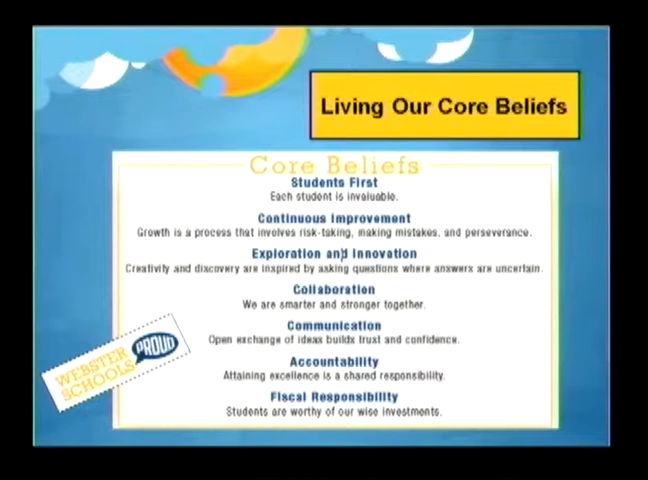 Living Our Core Beliefs
Core Beliefs
Students First
Each student is invaluable.
Continuous Improvement
Growth is a process that involves risk-taking, making mistakes, and perseverance.
Exploration and Innovation
Creativity and discovery are inspired by asking questions where answers are uncertain.
Collaboration
We are smarter and stronger together.
Communication
Open exchange of ideas builds trust and confidence.
Accountability
Attaining excellence is a shared responsibility.
Fiscal Responsibility
Students are worthy of our wise investments.
WEBSTER
SCHOOLS
PROUD